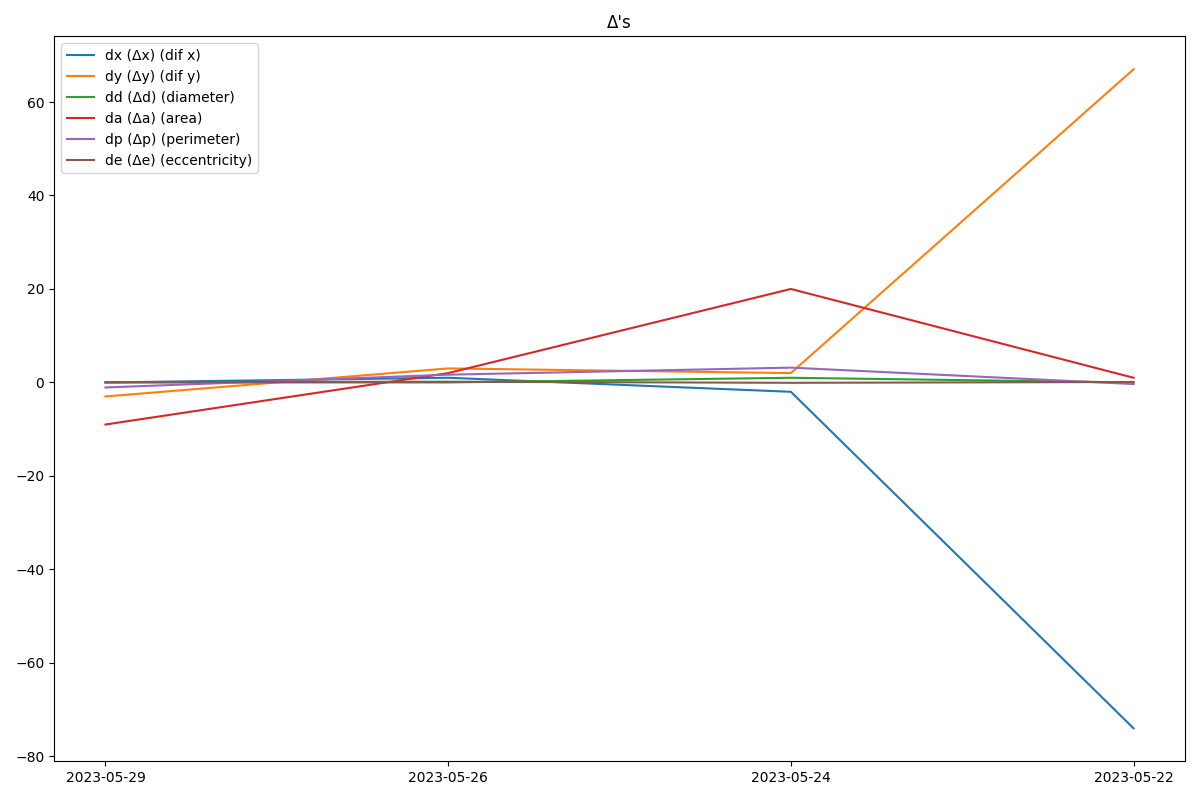 Δ's
dx (Δx) (dif x)
dy (Δy) (dif y)
dd (Δd) (diameter)
da (Δa) (area)
dp (Δp) (perimeter)
de (Δe) (eccentricity)
60
40
20
0
−20
−40
−60
−80
2023-05-29 2023-05-26 2023-05-24 2023-05-22